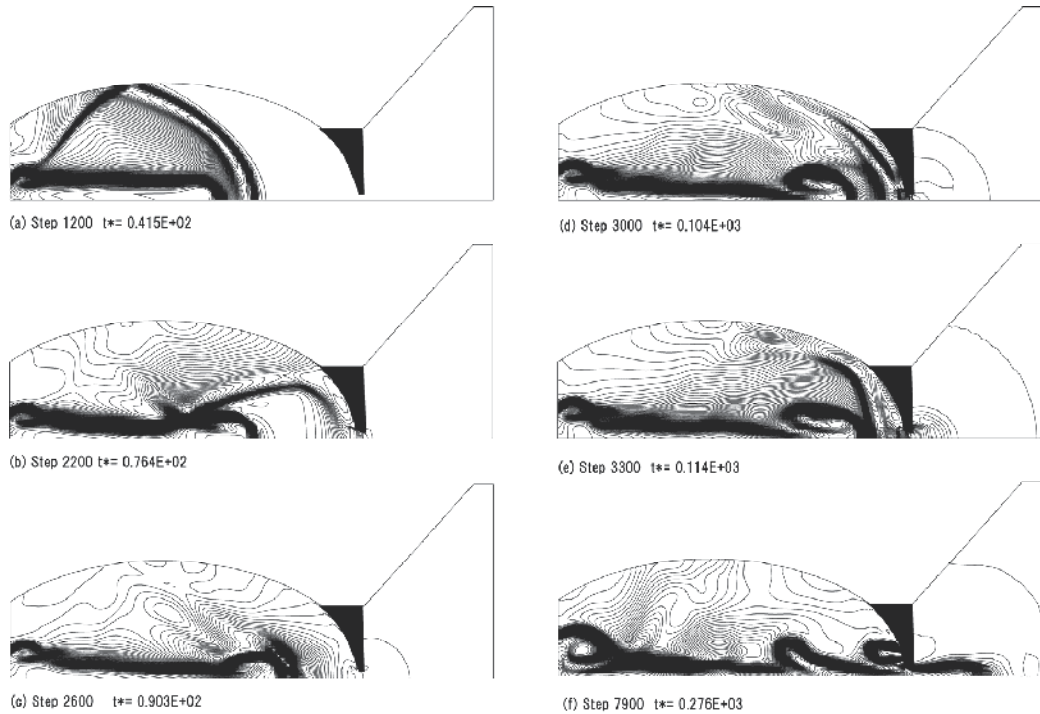 (a) Step 1200 t*= 0.415E+02
(b) Step 2200 t*= 0.764E+02
(c) Step 2600 t*= 0.903E+02
(d) Step 3000 t*= 0.104E+03
(e) Step 3300 t*= 0.114E+03
(f) Step 7900 t*= 0.276E+03